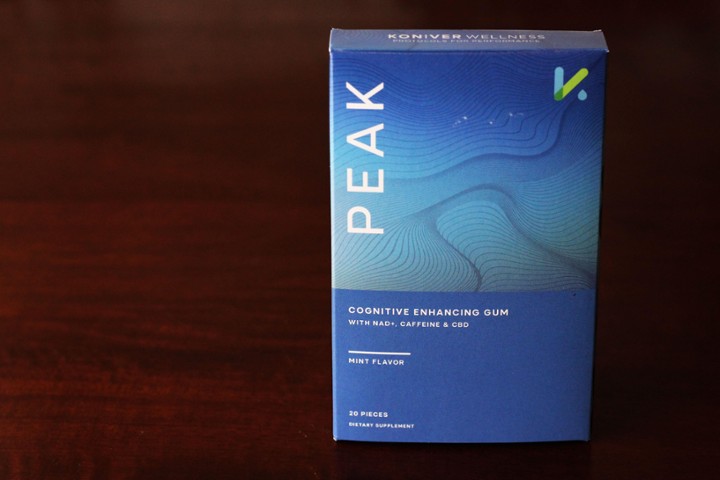 KONIVER WELLNESS
PROTOCOLS FOR PERFORMANCE
PEAK
COGNITIVE ENHANCING GUM
WITH NAD+, CAFFEINE & CBD
MINT FLAVOR
20 PIECES
DIETARY SUPPLEMENT